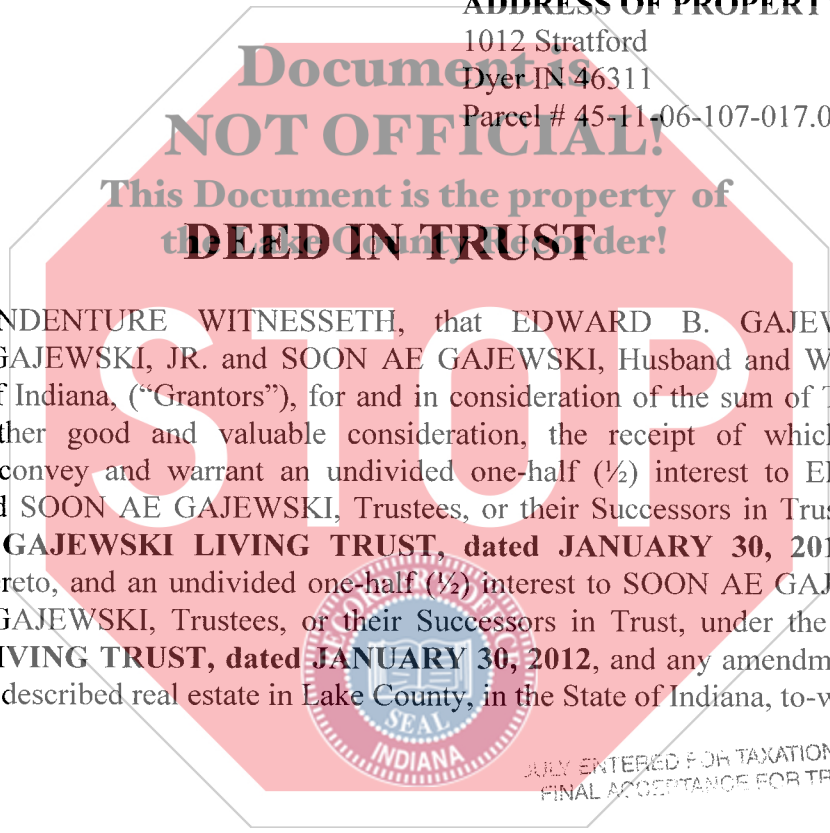 ADDRESS OF PROPERT
1012 Stratford
Dyer IN 46311
Parcel # 45-11-06-107-017.0
Document is
NOT OFFICIAL!
This Document is the property of
the Lake County Recorder!
DEED IN TRUST
STOP
NDENTURE WITNESSETH, that EDWARD B. GAJEW
GAJEWSKI, JR. and SOON AE GAJEWSKI, Husband and W
f Indiana, (“Grantors”), for and in consideration of the sum of T
ther good and valuable consideration, the receipt of which
convey and warrant an undivided one-half (½) interest to E
d SOON AE GAJEWSKI, Trustees, or their Successors in Trus
GAJEWSKI LIVING TRUST, dated JANUARY 30, 201
reto, and an undivided one-half (½) interest to SOON AE GAJ
GAJEWSKI, Trustees, or their Successors in Trust, under the
IVING TRUST, dated JANUARY 30, 2012, and any amendm
described real estate in Lake County, in the State of Indiana, to-w
SEAL
INDIANA
ENTERED FOR TAXATION
FINAL ACCEPTANCE FOR TR